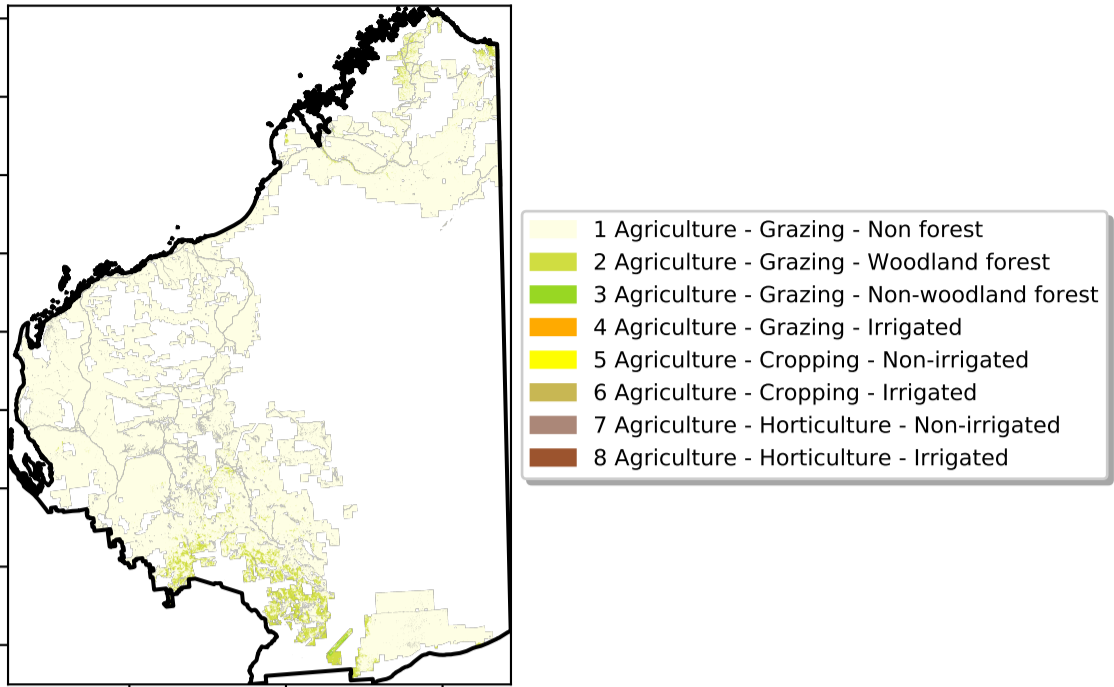 1 Agriculture - Grazing - Non forest
2 Agriculture - Grazing - Woodland forest
3 Agriculture - Grazing - Non-woodland forest
4 Agriculture - Grazing - Irrigated
5 Agriculture - Cropping - Non-irrigated
6 Agriculture - Cropping - Irrigated
7 Agriculture - Horticulture - Non-irrigated
8 Agriculture - Horticulture - Irrigated